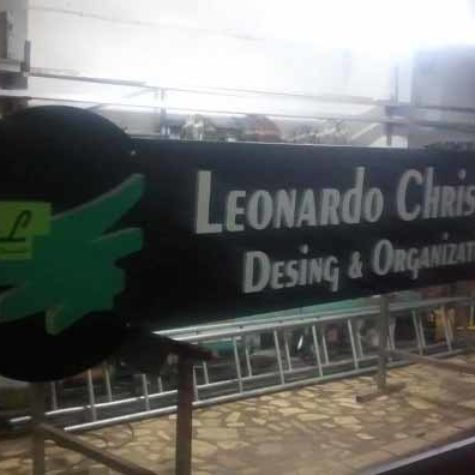 L
LEONARdO CHRIS
DESING & ORGANIZAT